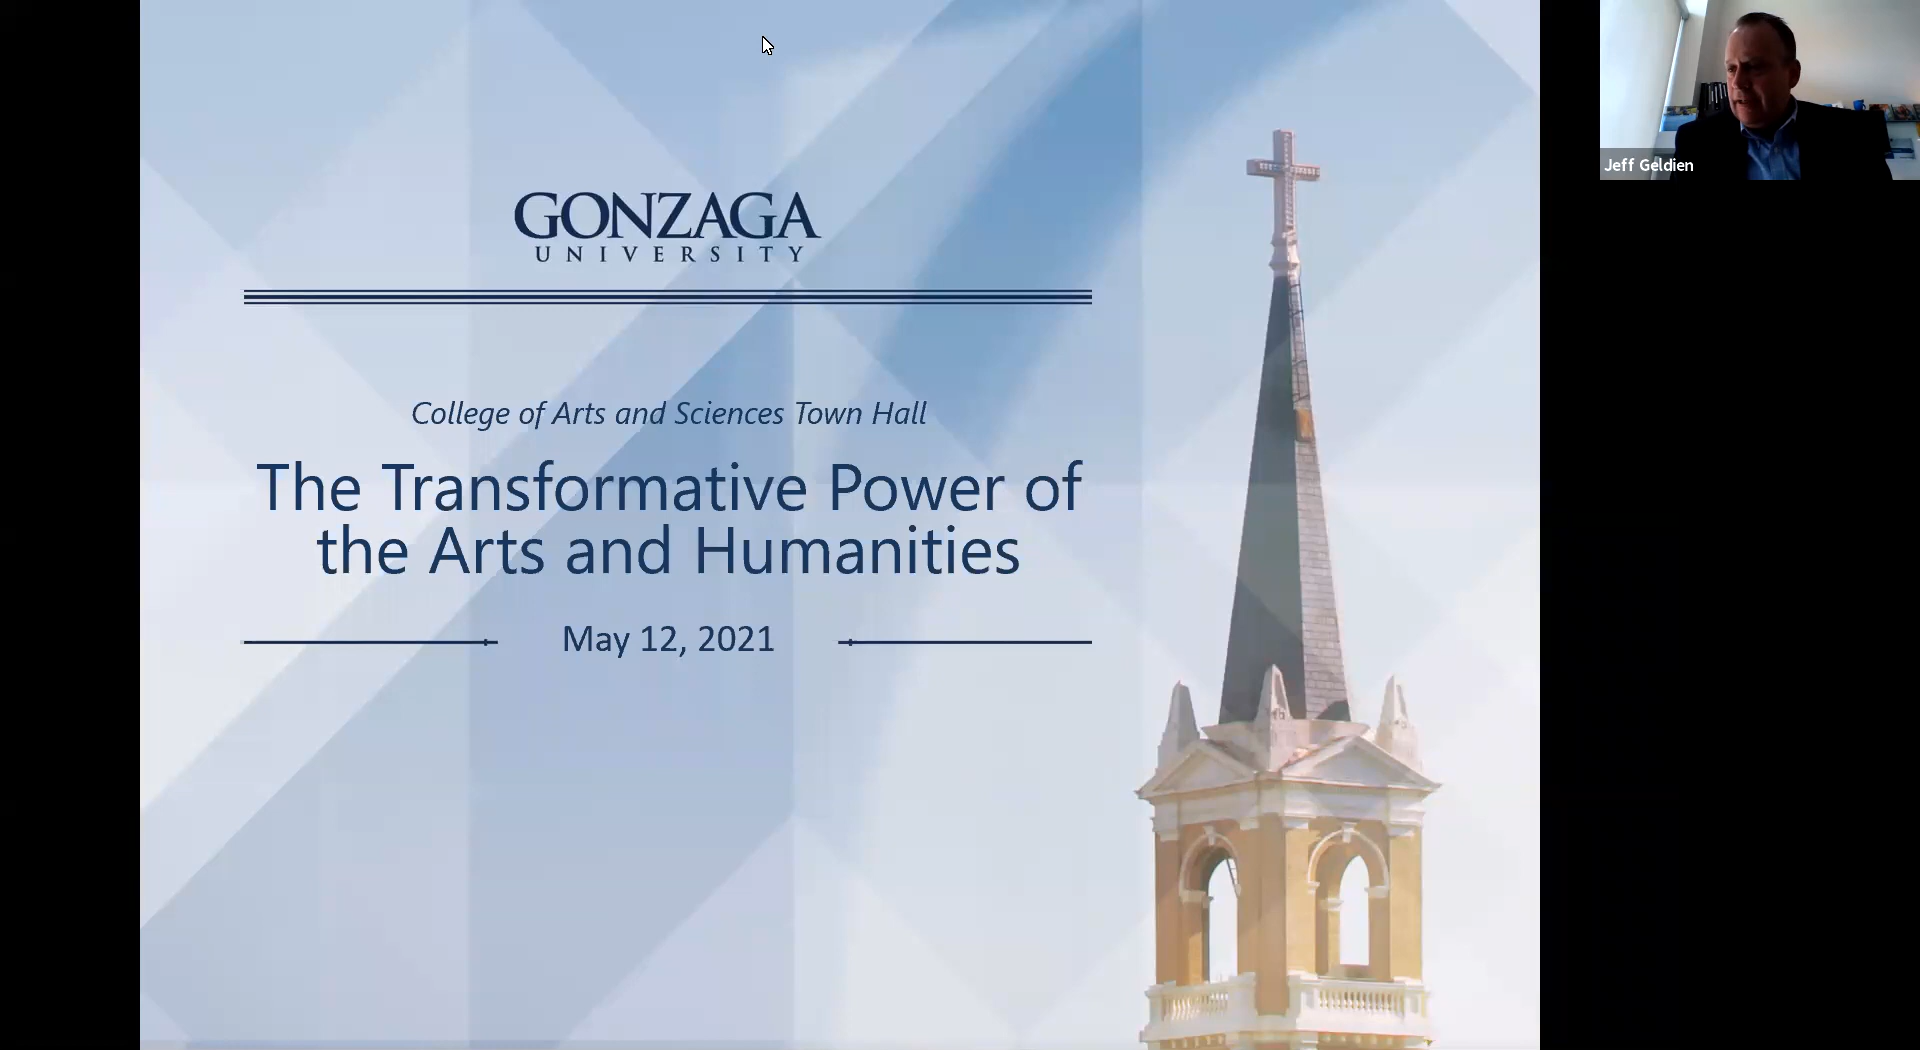 GONZAGA
UNIVERSITY
College of Arts and Sciences Town Hall
The Transformative Power of
the Arts and Humanities
May 12, 2021
Jeff Geldien